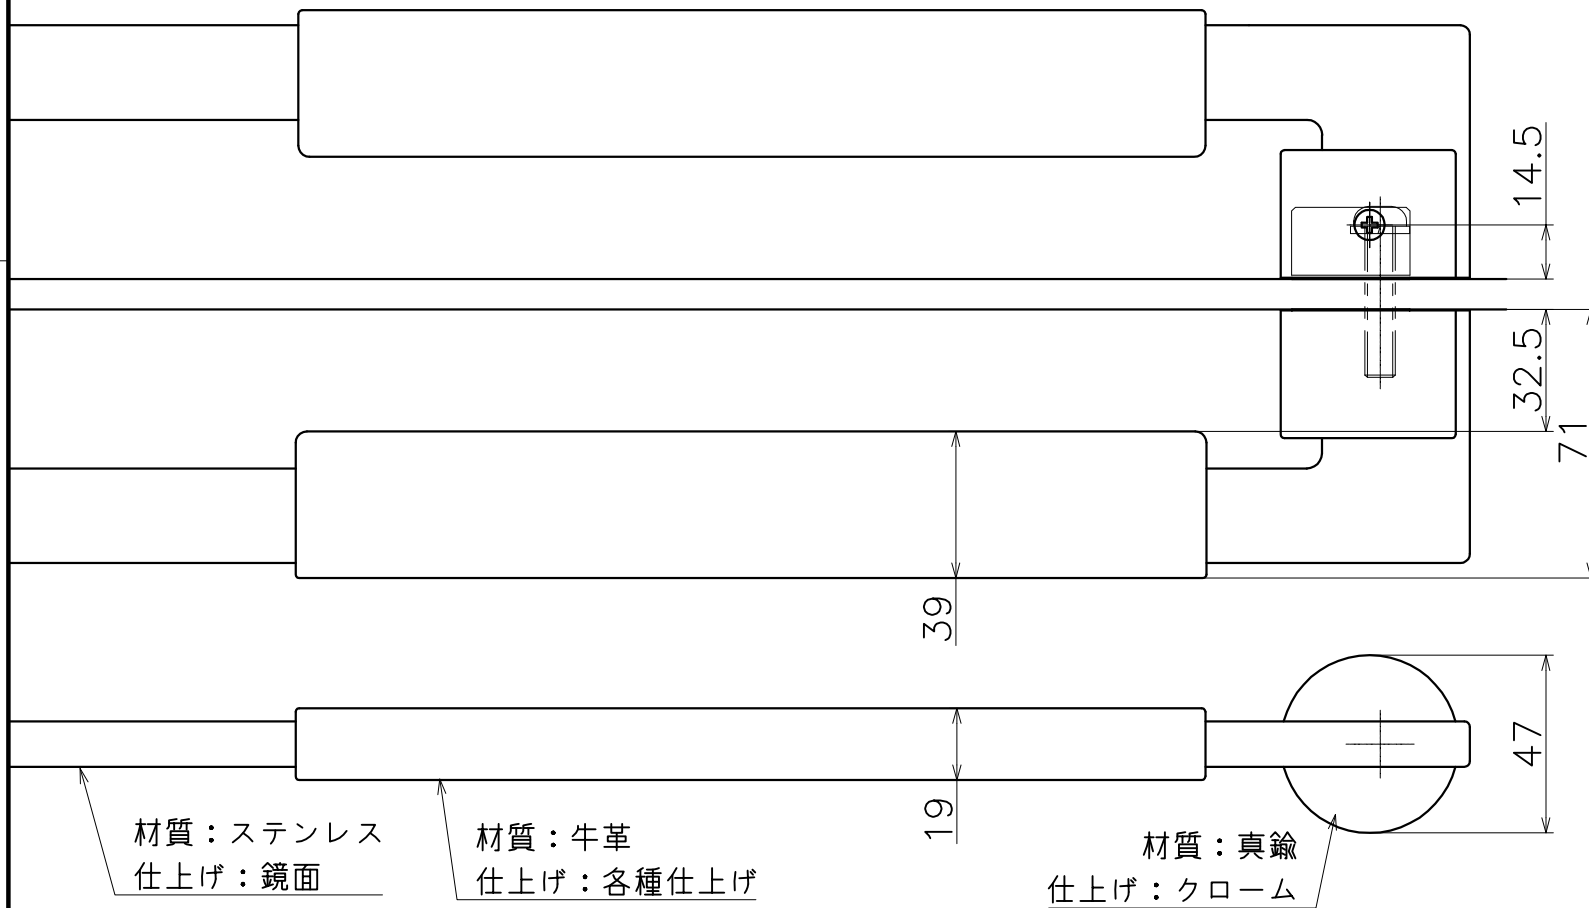 14.5
32.5
71
39
47
19
材質：ステンレス
仕上げ：鏡面
材質：牛革
仕上げ：各種仕上げ
材質：真鍮
仕上げ：クローム